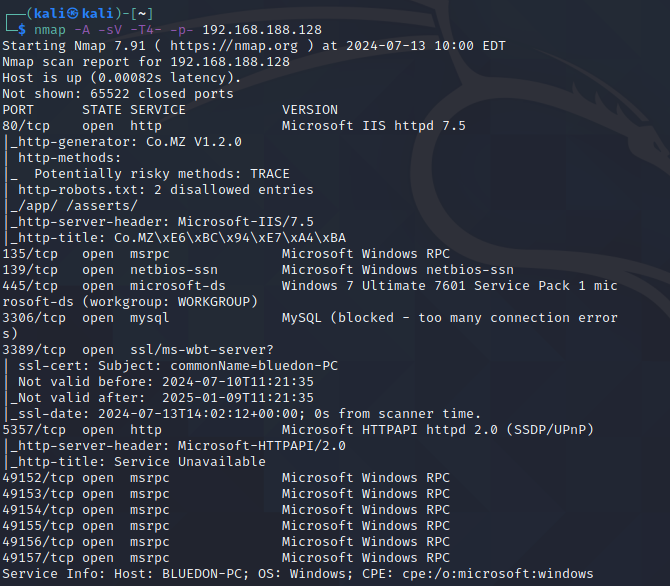 ┌──(kali㉿kali)-[~]
└─$ nmap -A -sV -T4- -p- 192.168.188.128
Starting Nmap 7.91 ( https://nmap.org ) at 2024-07-13 10:00 EDT
Nmap scan report for 192.168.188.128
Host is up (0.00082s latency).
Not shown: 65522 closed ports
PORT      STATE SERVICE            VERSION
80/tcp    open  http               Microsoft IIS httpd 7.5
|_http-generator: Co.MZ V1.2.0
| http-methods:
|_  Potentially risky methods: TRACE
| http-robots.txt: 2 disallowed entries
|_/app/ /asserts/
|_http-server-header: Microsoft-IIS/7.5
|_http-title: Co.MZ\xE6\xBC\x94\xE7\xA4\xBA
135/tcp   open  msrpc              Microsoft Windows RPC
139/tcp   open  netbios-ssn        Microsoft Windows netbios-ssn
445/tcp   open  microsoft-ds       Windows 7 Ultimate 7601 Service Pack 1 mic
rosoft-ds (workgroup: WORKGROUP)
3306/tcp  open  mysql              MySQL (blocked - too many connection error
s)
3389/tcp  open  ssl/ms-wbt-server?
| ssl-cert: Subject: commonName=bluedon-PC
| Not valid before: 2024-07-10T11:21:35
|_Not valid after:  2025-01-09T11:21:35
|_ssl-date: 2024-07-13T14:02:12+00:00; 0s from scanner time.
5357/tcp  open  http               Microsoft HTTPAPI httpd 2.0 (SSDP/UPnP)
|_http-server-header: Microsoft-HTTPAPI/2.0
|_http-title: Service Unavailable
49152/tcp open  msrpc              Microsoft Windows RPC
49153/tcp open  msrpc              Microsoft Windows RPC
49154/tcp open  msrpc              Microsoft Windows RPC
49155/tcp open  msrpc              Microsoft Windows RPC
49156/tcp open  msrpc              Microsoft Windows RPC
49157/tcp open  msrpc              Microsoft Windows RPC
Service Info: Host: BLUEDON-PC; OS: Windows; CPE: cpe:/o:microsoft:windows